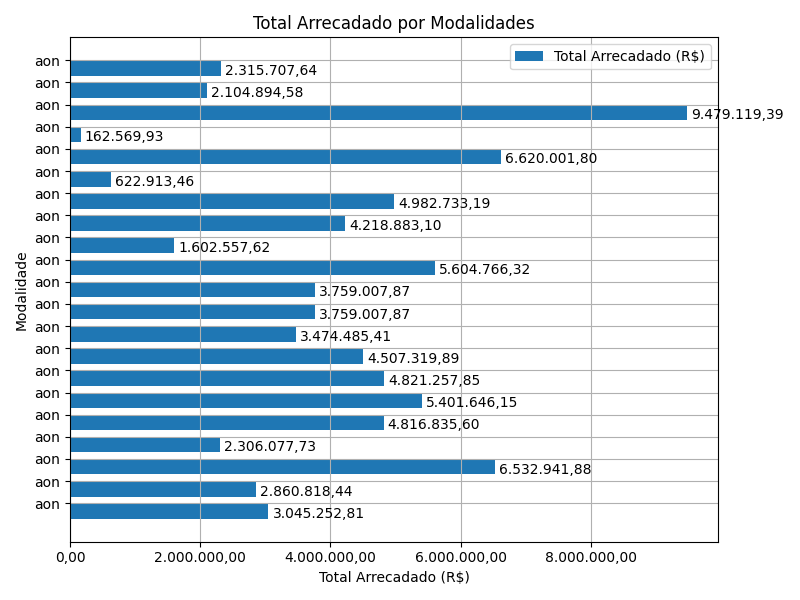 Total Arrecadado por Modalidades
Total Arrecadado (R$)
aon
2.315.707,64
aon
2.104.894,58
aon
9.479.119,39
aon
162.569,93
aon
6.620.001,80
aon
622.913,46
aon
4.982.733,19
aon
4.218.883,10
aon
1.602.557,62
aon
5.604.766,32
aon
3.759.007,87
aon
3.759.007,87
aon
3.474.485,41
aon
4.507.319,89
aon
4.821.257,85
aon
5.401.646,15
aon
4.816.835,60
aon
2.306.077,73
aon
6.532.941,88
aon
2.860.818,44
aon
3.045.252,81
Modalidade
0,00 2.000.000,00 4.000.000,00 6.000.000,00 8.000.000,00
Total Arrecadado (R$)